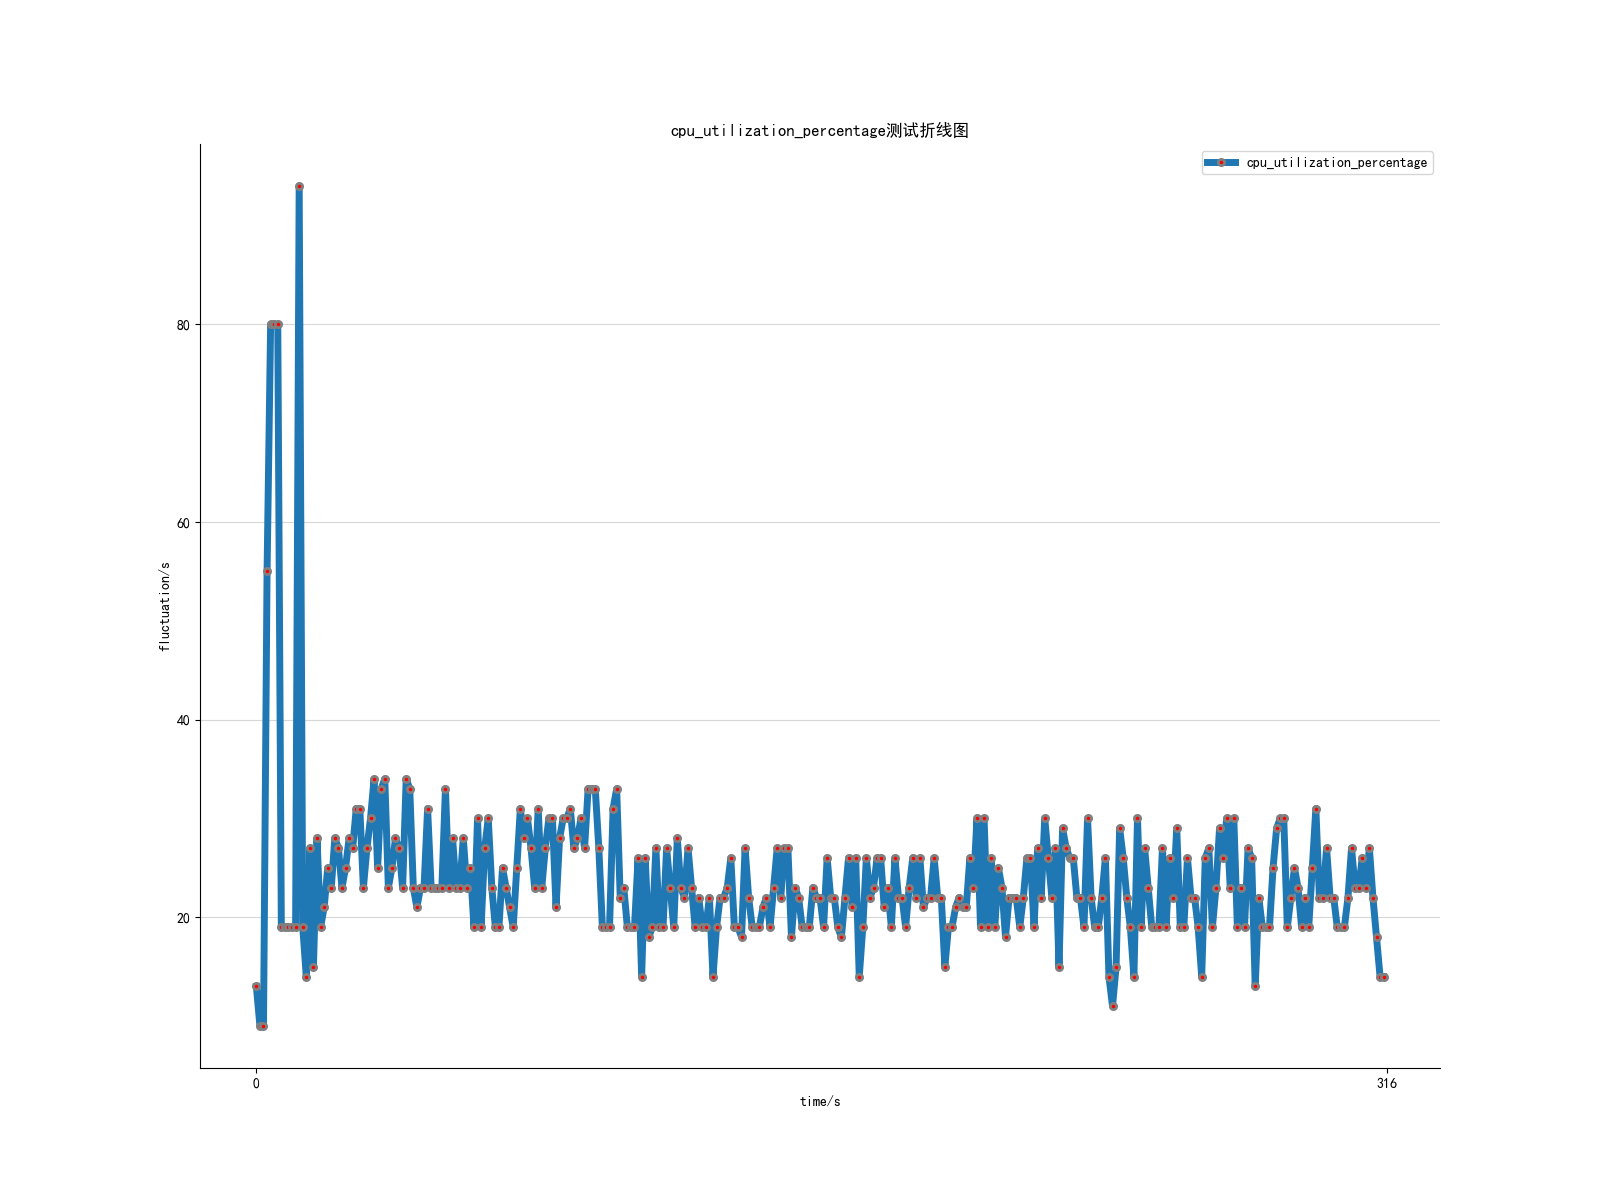 cpu_utilization_percentage测试折线图
cpu_utilization_percentage
80
60
40
20
fluctuation/s
0
316
time/s